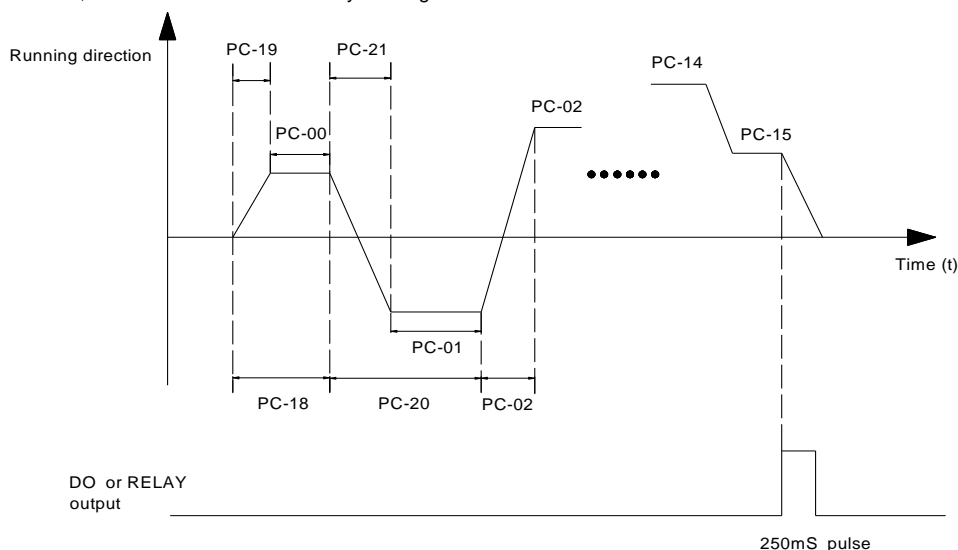 Running direction
PC-19
PC-21
PC-14
PC-02
PC-00
PC-15
Time (t)
PC-01
PC-18
PC-20
PC-02
DO or RELAY
output
250mS pulse